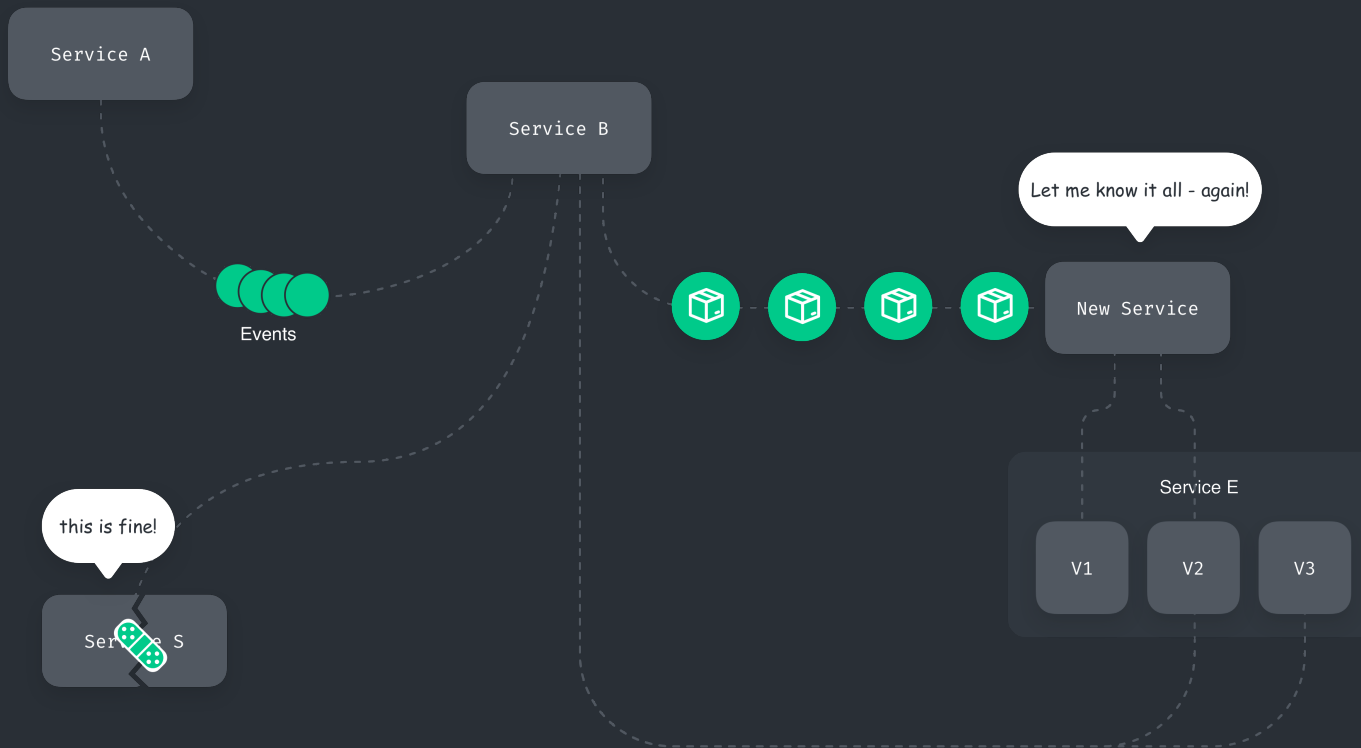 Service A
Service B
Let me know it all - again!
New Service
Events
Service E
this is fine!
V1
V2
V3
S